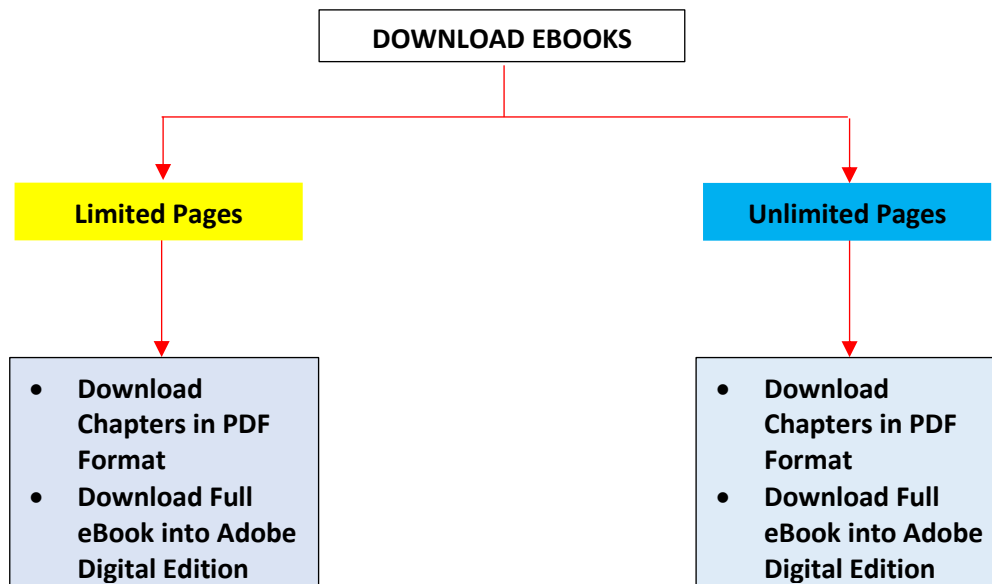 DOWNLOAD EBOOKS
Limited Pages
Unlimited Pages
• Download
Chapters in PDF
Format
• Download Full
eBook into Adobe
Digital Edition
• Download
Chapters in PDF
Format
• Download Full
eBook into Adobe
Digital Edition